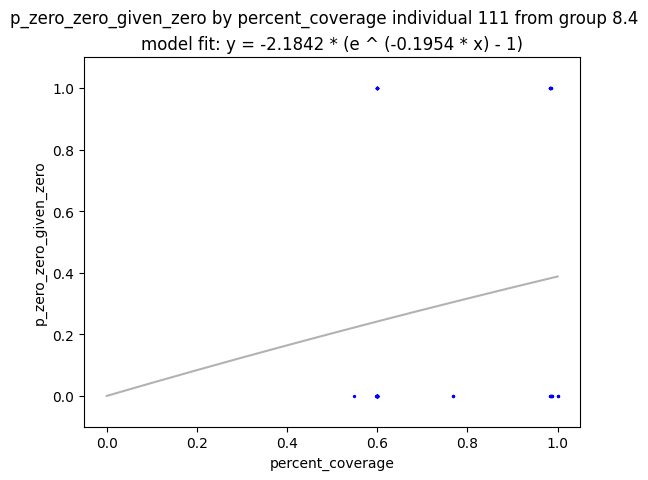 p_zero_zero_given_zero by percent_coverage individual 111 from group 8.4
model fit: y = -2.1842 * (e ^ (-0.1954 * x) - 1)
1.0
0.8
0.6
0.4
0.2
0.0
p_zero_zero_given_zero
0.0 0.2 0.4 0.6 0.8 1.0
percent_coverage